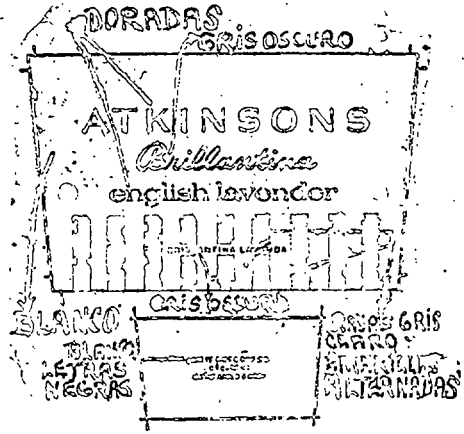 DORADAS
GRIS OSCURO
ATKINSONS
Brillantina
english lavender
GRIS OSCURO
BLANCO
BLANCO
LETRAS
NEGRAS
GRIS
CLARO Y
AMARILLAS
ALTERNADAS